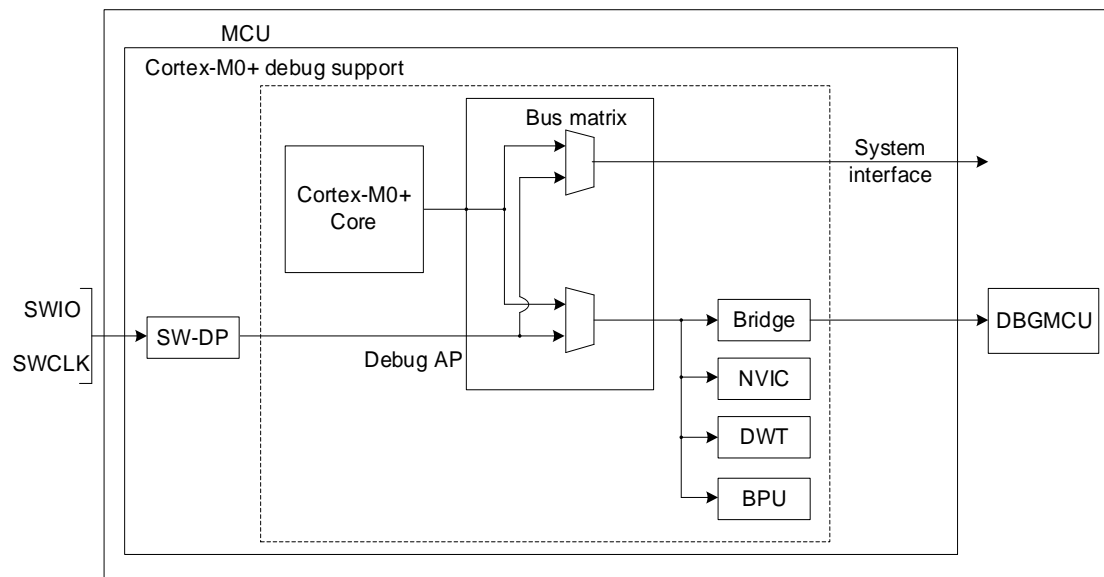 MCU
Cortex-M0+ debug support
Bus matrix
System
interface
Cortex-M0+
Core
SWIO
SWCLK
SW-DP
Debug AP
Bridge
DBGMCU
NVIC
DWT
BPU